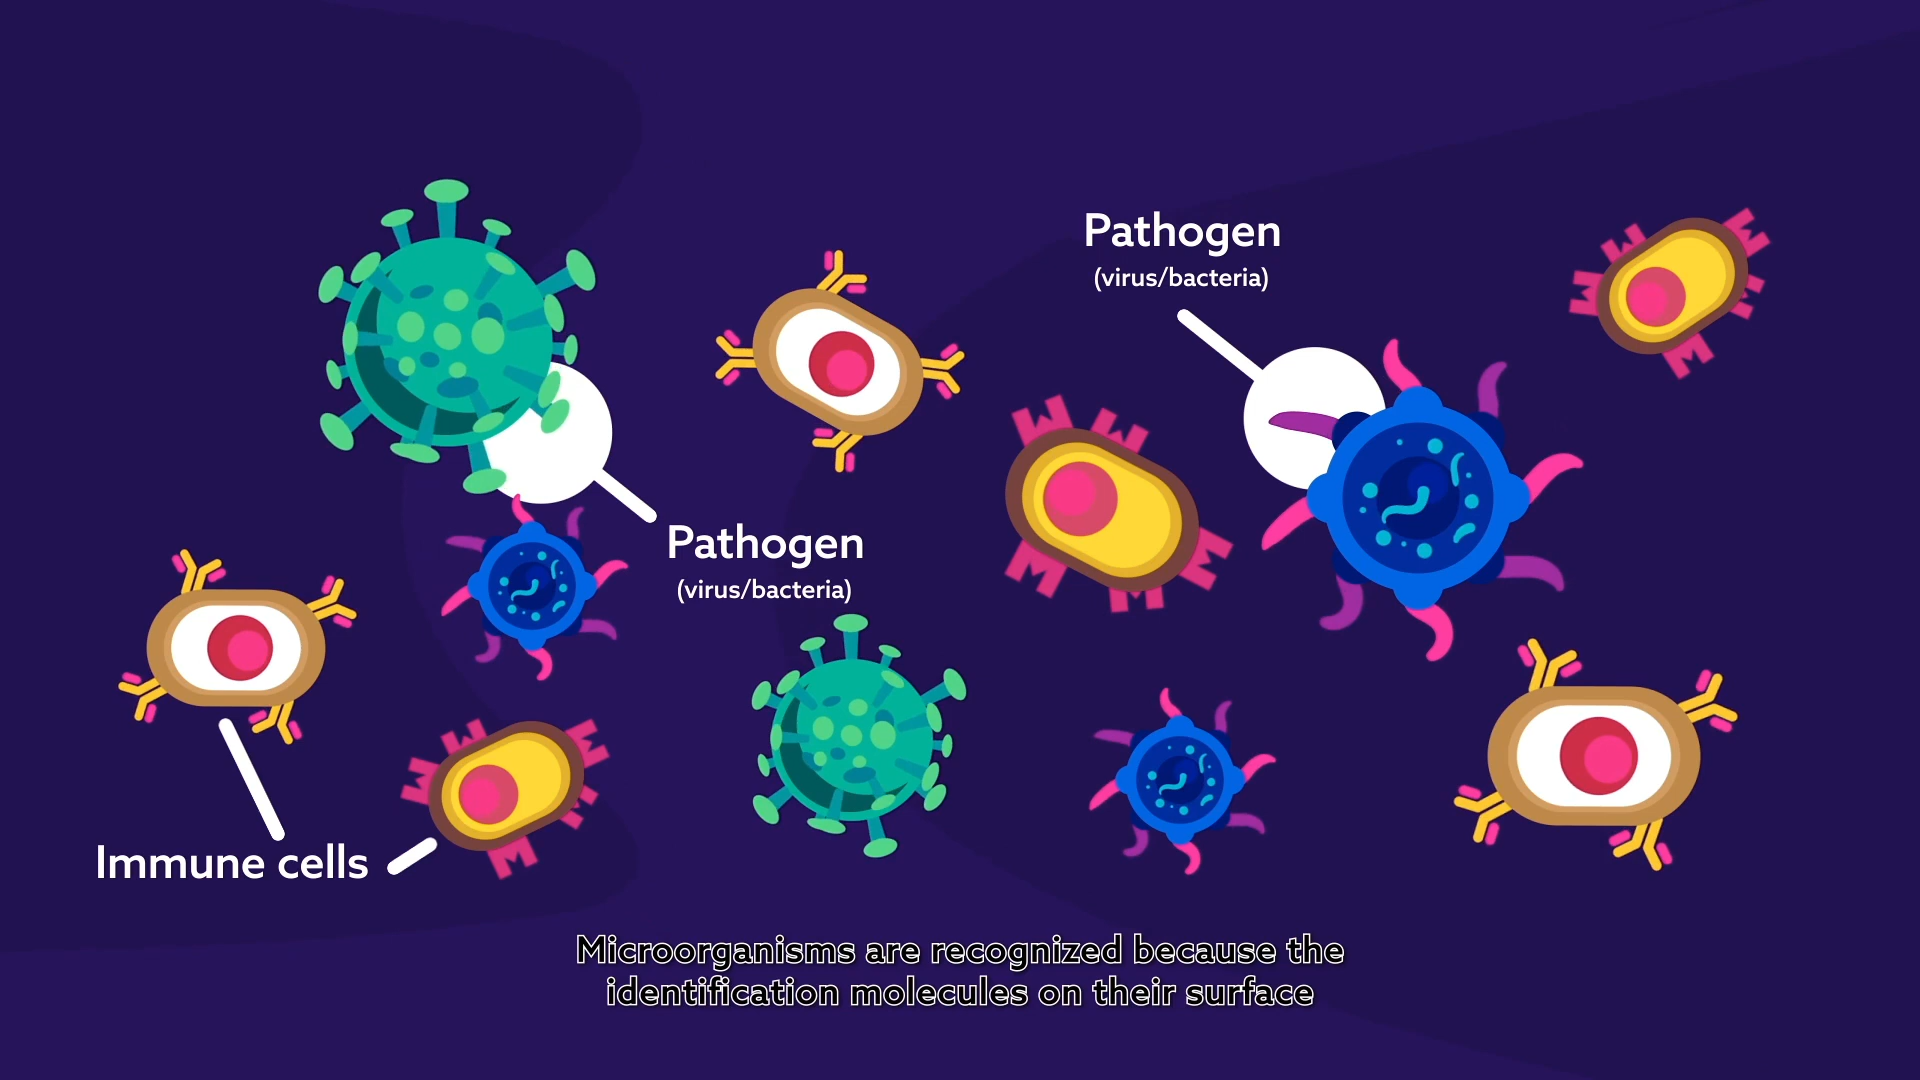 Pathogen
(virus/bacteria)
Pathogen
(virus/bacteria)
Immune cells
Microorganisms are recognized because the
identification molecules on their surface